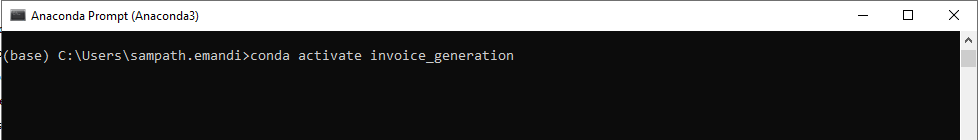 Anaconda Prompt (Anaconda3)
(base) C:\Users\sampath.emandi>conda activate invoice_generation